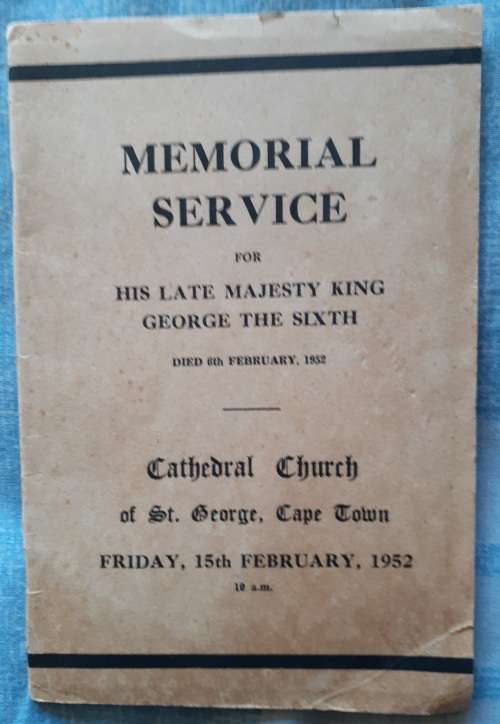 MEMORIAL
SERVICE
FOR
HIS LATE MAJESTY KING
GEORGE THE SIXTH
DIED 6th FEBRUARY, 1952
Cathedral Church
of St. George, Cape Town
FRIDAY, 15th FEBRUARY, 1952
10 a.m.